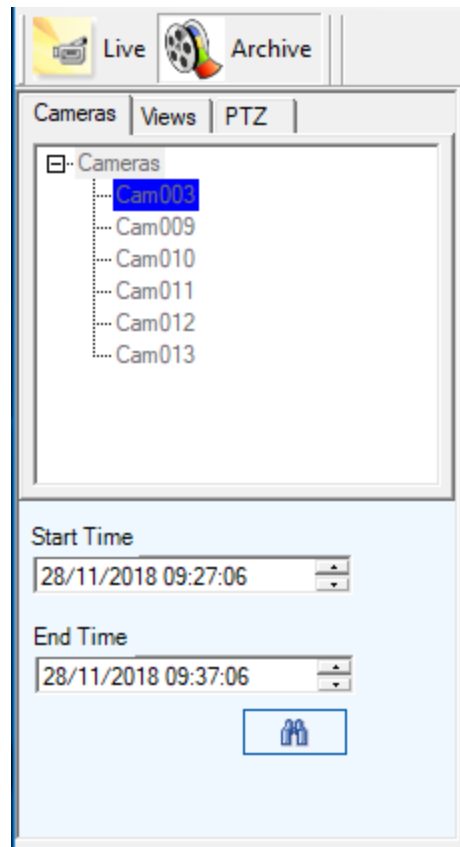 Live Archive
Cameras Views PTZ
Cameras
Cam003
Cam009
Cam010
Cam011
Cam012
Cam013
Start Time
28/11/2018 09:27:06
End Time
28/11/2018 09:37:06